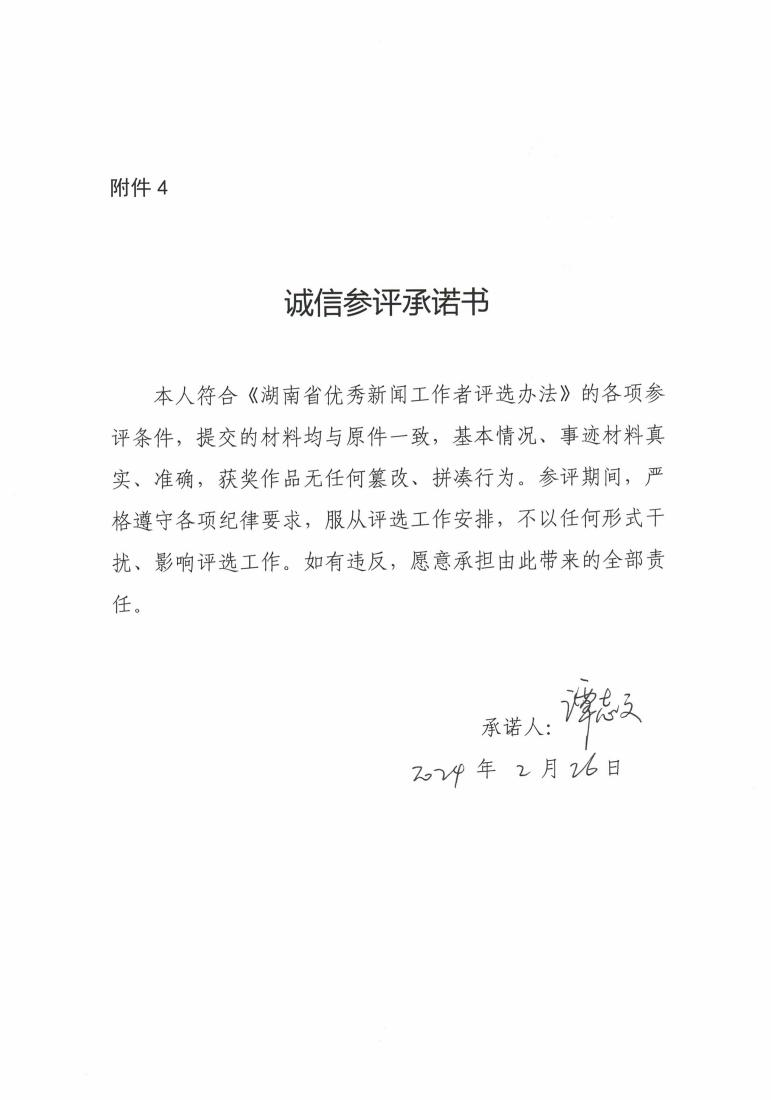 附件 4
诚信参评承诺书
本人符合《湖南省优秀新闻工作者评选办法》的各项参
评条件，提交的材料均与原件一致，基本情况、事迹材料真
实、准确，获奖作品无任何篡改、拼凑行为。参评期间，严
格遵守各项纪律要求，服从评选工作安排，不以任何形式干
扰、影响评选工作。如有违反，愿意承担由此带来的全部责
任。
承诺人：谭志文
2024 年 2 月 26 日